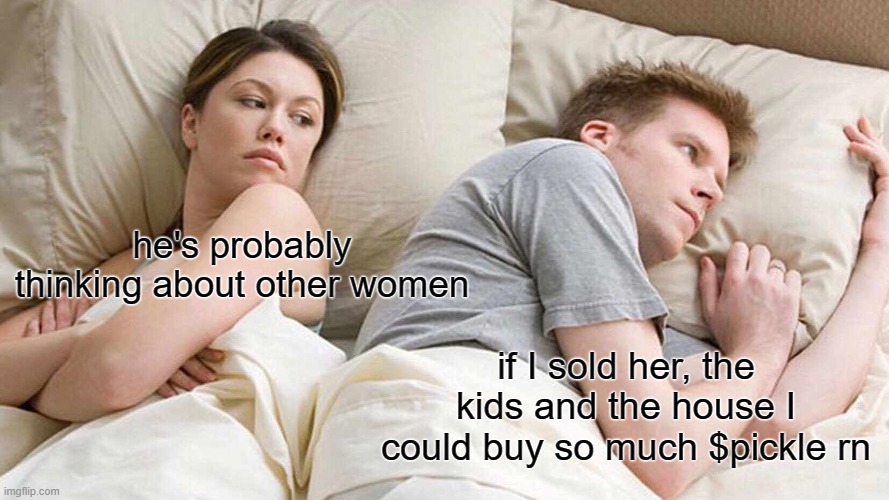 he's probably
thinking about other women
if I sold her, the
kids and the house I
could buy so much $pickle rn
imgflip.com